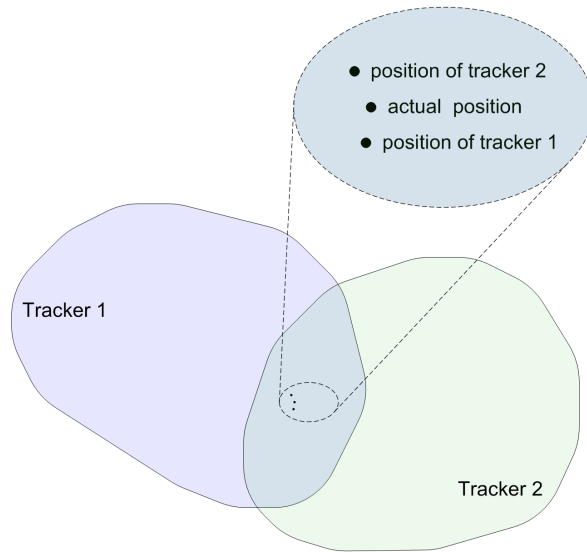 position of tracker 2
actual position
position of tracker 1
Tracker 1
Tracker 2